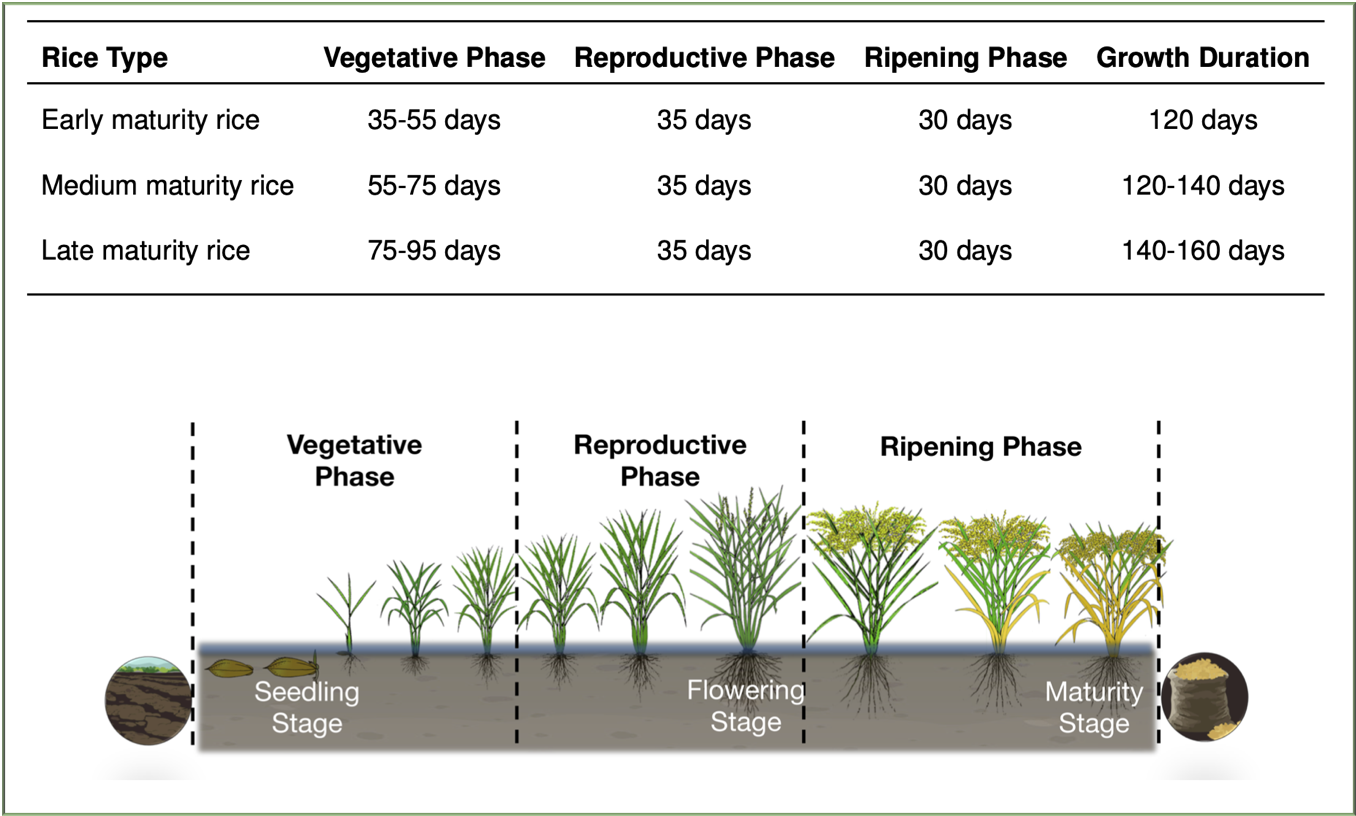 Rice Type Vegetative Phase Reproductive Phase Ripening Phase Growth Duration
Early maturity rice 35-55 days 35 days 30 days 120 days
Medium maturity rice 55-75 days 35 days 30 days 120-140 days
Late maturity rice 75-95 days 35 days 30 days 140-160 days
Vegetative
Phase
Reproductive
Phase
Ripening Phase
Seedling
Stage
Flowering
Stage
Maturity
Stage